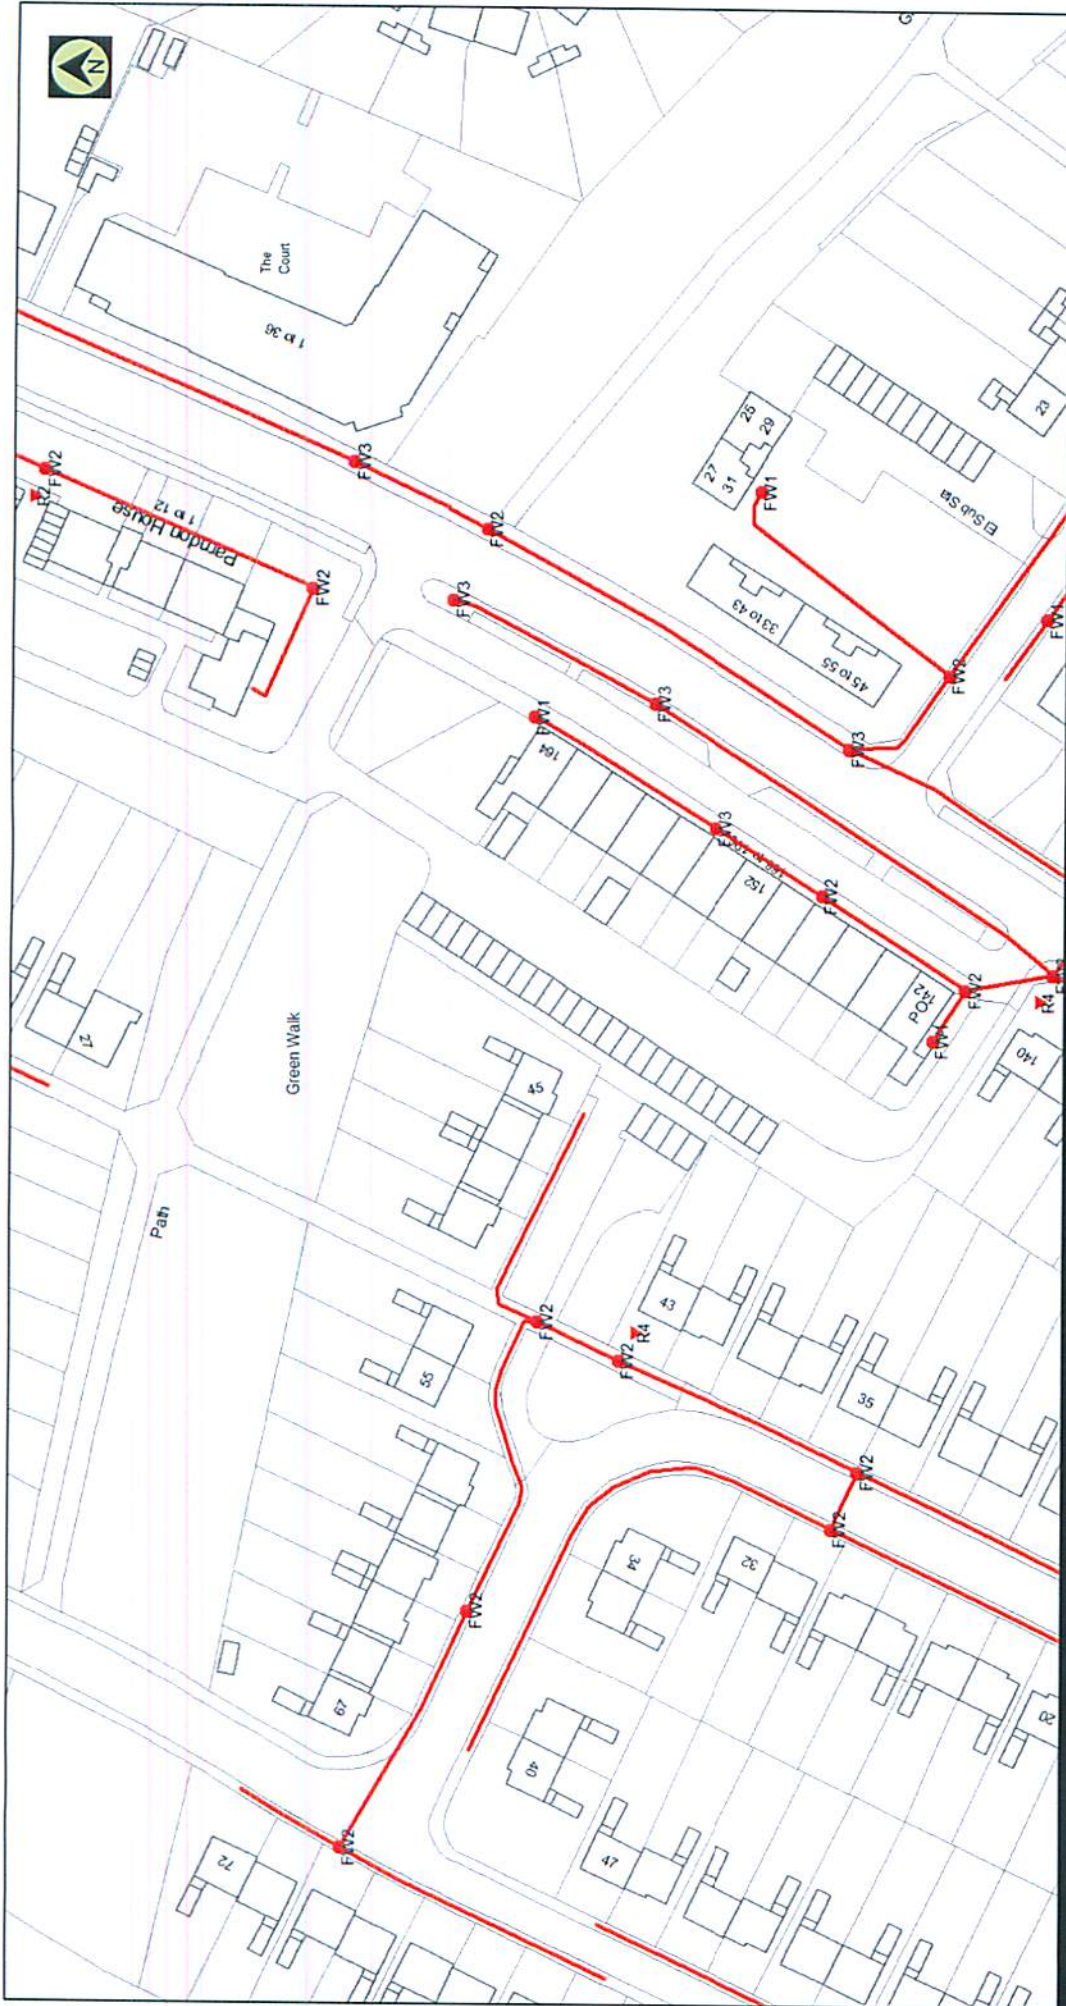 N
G
The
Court
1 to 36
FW2
R2
FW3
Parndon House
1 to 12
FW2
FW2
FW3
25
29
27
31
FW1
El Sub Sta
23
33 to 43
45 to 55
FW3
FW1
164
FW2
FW1
FW3
FW3
152
FW2
PO
142
FW2
FW1
R4
140
27
Green Walk
45
Path
FW2
43
R4
FW2
55
35
FW2
FW2
34
32
FW2
67
40
20
FW2
72
47